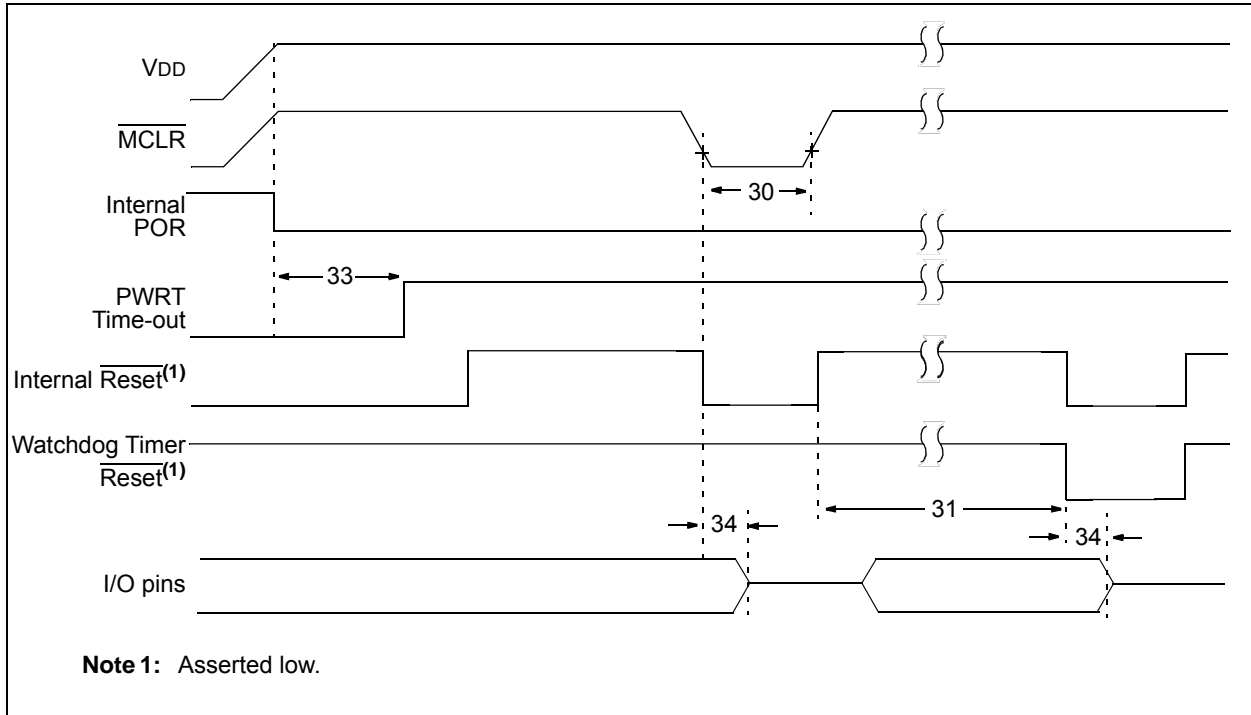 VDD
MCLR
30
Internal
POR
33
PWRT
Time-out
Internal Reset(1)
Watchdog Timer
Reset(1)
31
34
34
I/O pins
Note 1: Asserted low.